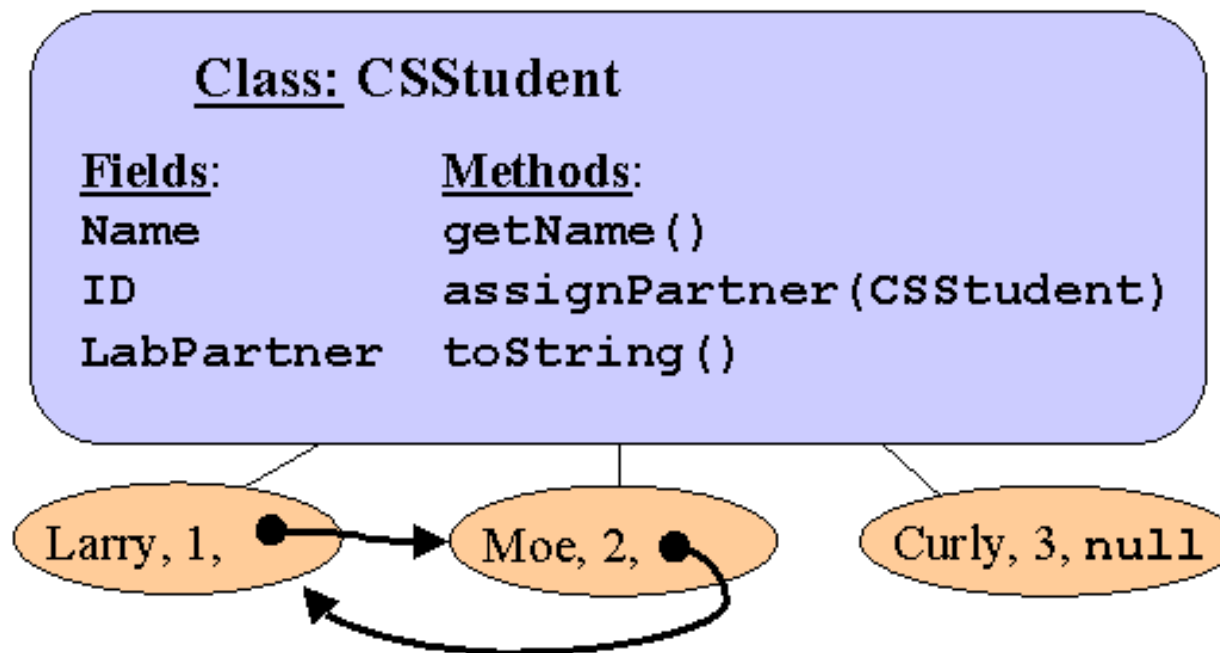 Class: CSStudent
Fields: Methods:
Name getName()
ID assignPartner(CSStudent)
LabPartner toString()
Larry, 1, Moe, 2, Curly, 3, null